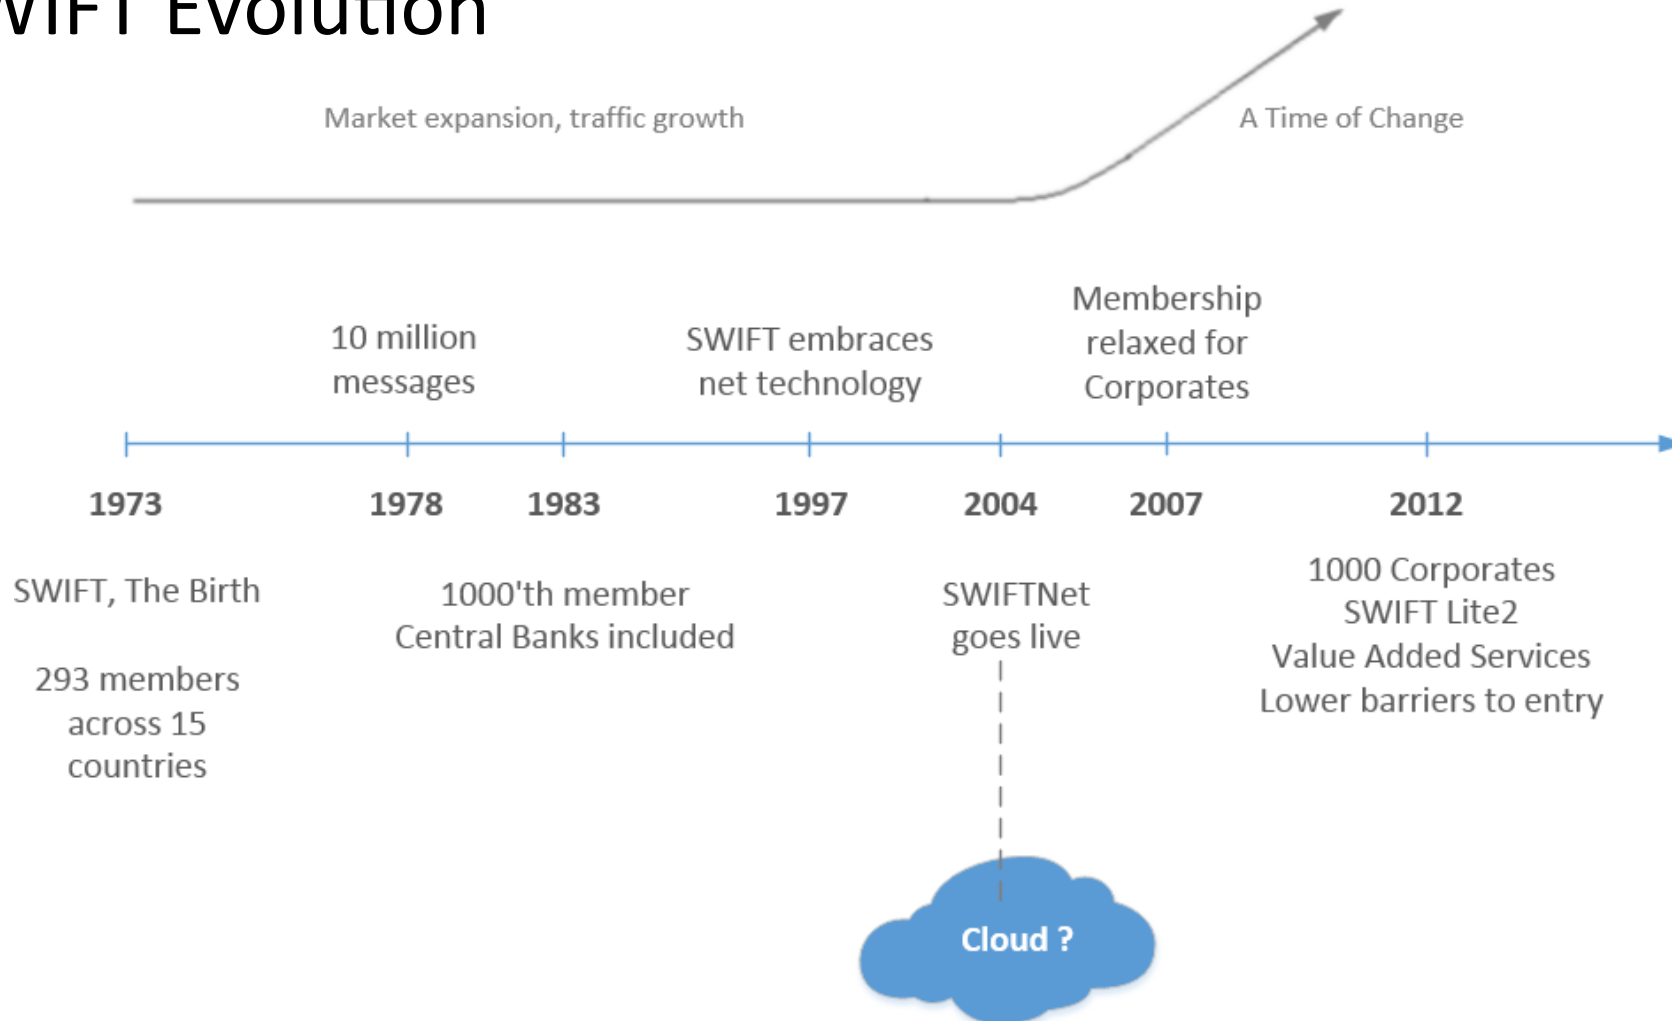 WIFT Evolution
Market expansion, traffic growth
A Time of Change
10 million
messages
SWIFT embraces
net technology
Membership
relaxed for
Corporates
1973
1978
1983
1997
2004
2007
2012
SWIFT, The Birth
293 members
across 15
countries
1000'th member
Central Banks included
SWIFTNet
goes live
1000 Corporates
SWIFT Lite2
Value Added Services
Lower barriers to entry
Cloud ?